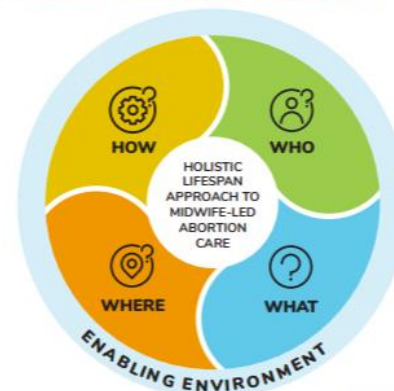 HOW
WHO
HOLISTIC
LIFESPAN
APPROACH TO
MIDWIFE-LED
ABORTION
CARE
WHERE
WHAT
ENABLING ENVIRONMENT